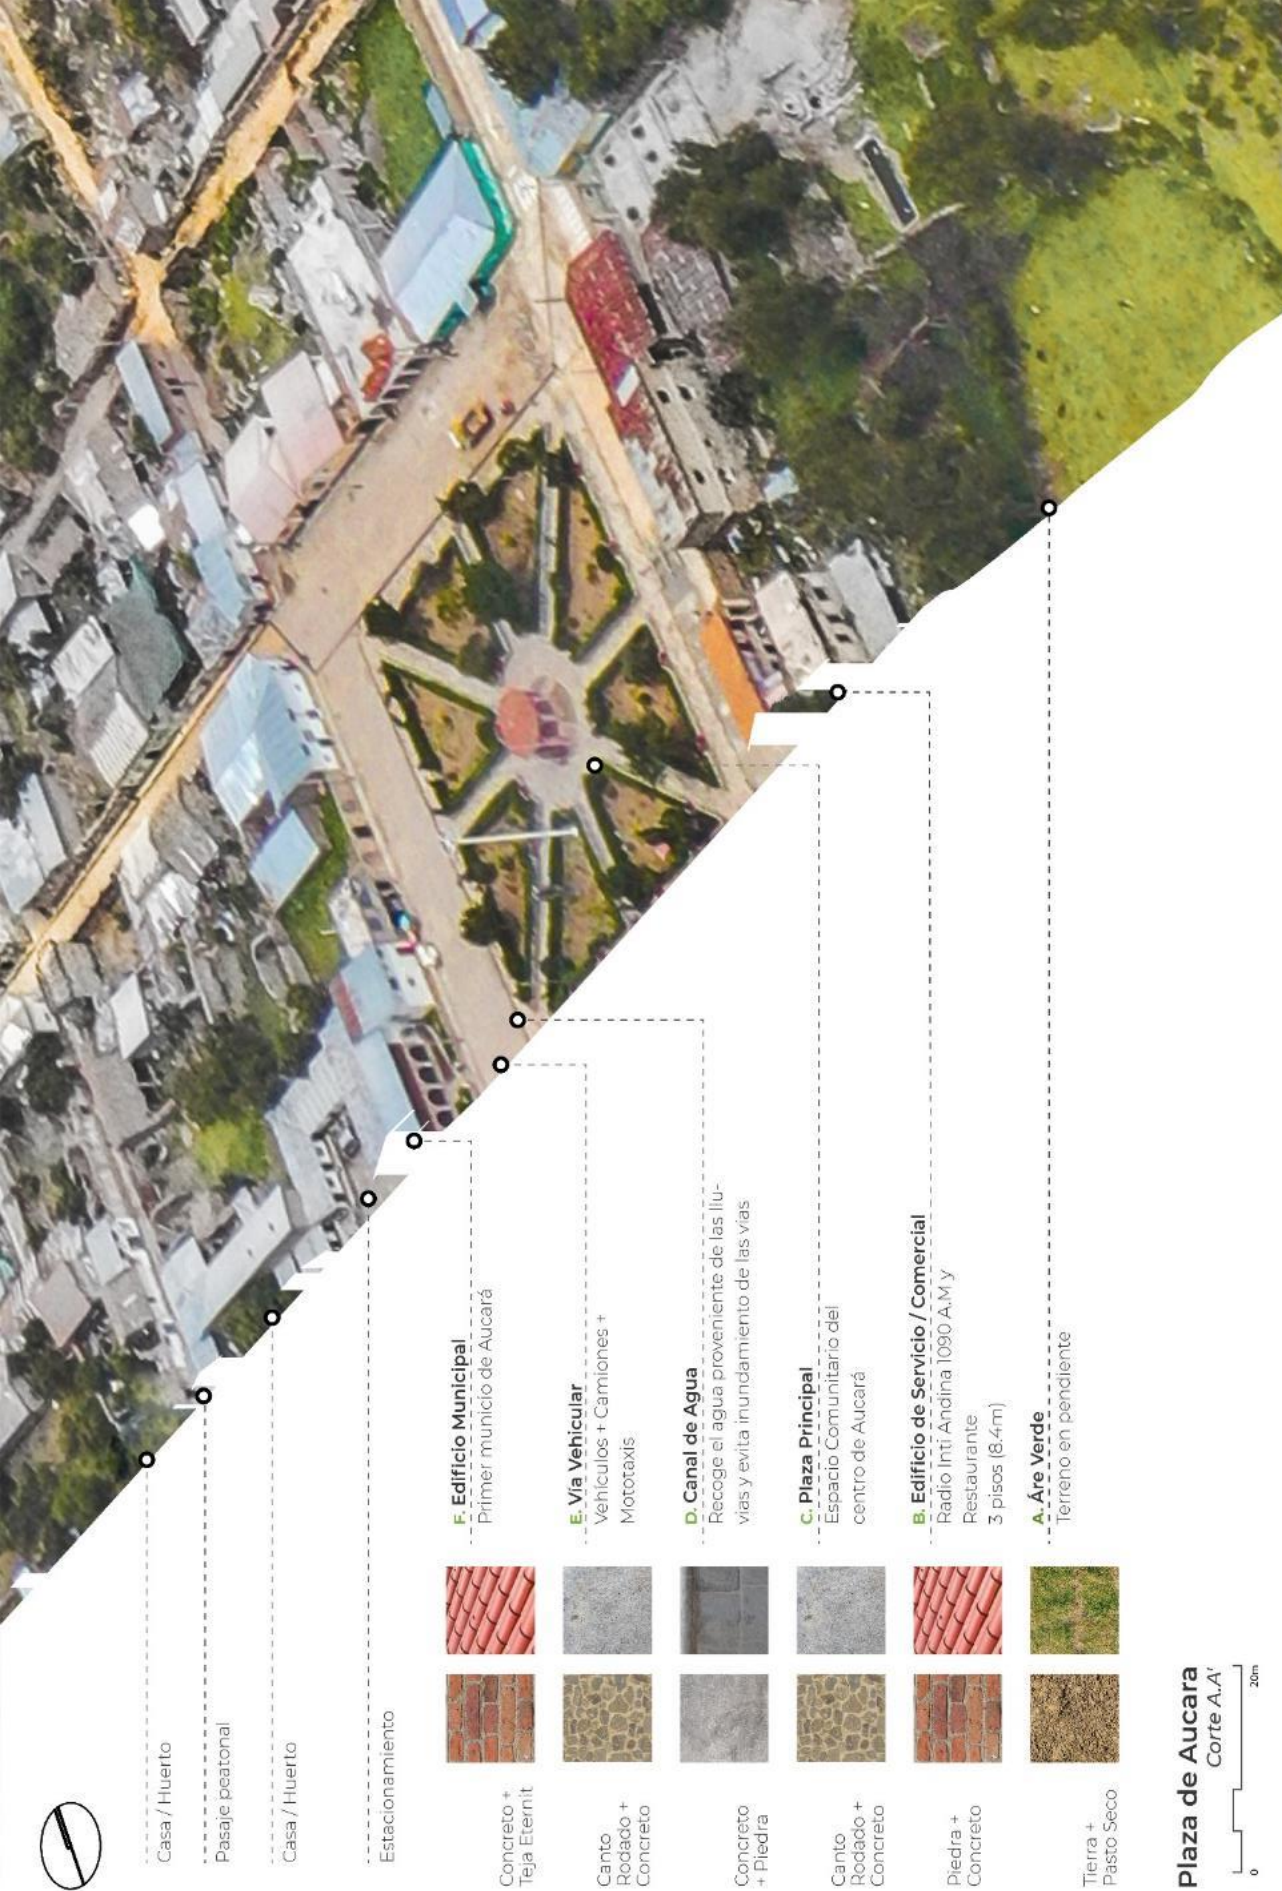 Casa / Huerto
Pasaje peatonal
Casa / Huerto
Estacionamiento
F. Edificio Municipal
Primer municio de Aucará
Concreto +
Teja Eternit
E. Vía Vehicular
Vehículos + Camiones +
Mototaxis
Canto
Rodado +
Concreto
D. Canal de Agua
Recoge el agua proveniente de las llu-
vias y evita inundamiento de las vías
Concreto
+ Piedra
C. Plaza Principal
Espacio Comunitario del
centro de Aucará
Canto
Rodado +
Concreto
B. Edificio de Servicio / Comercial
Radio Inti Andina 1090 A.M y
Restaurante
3 pisos (8.4m)
Piedra +
Concreto
A. Áre Verde
Terreno en pendiente
Tierra +
Pasto Seco
Plaza de Aucara
Corte A.A'
0 20m